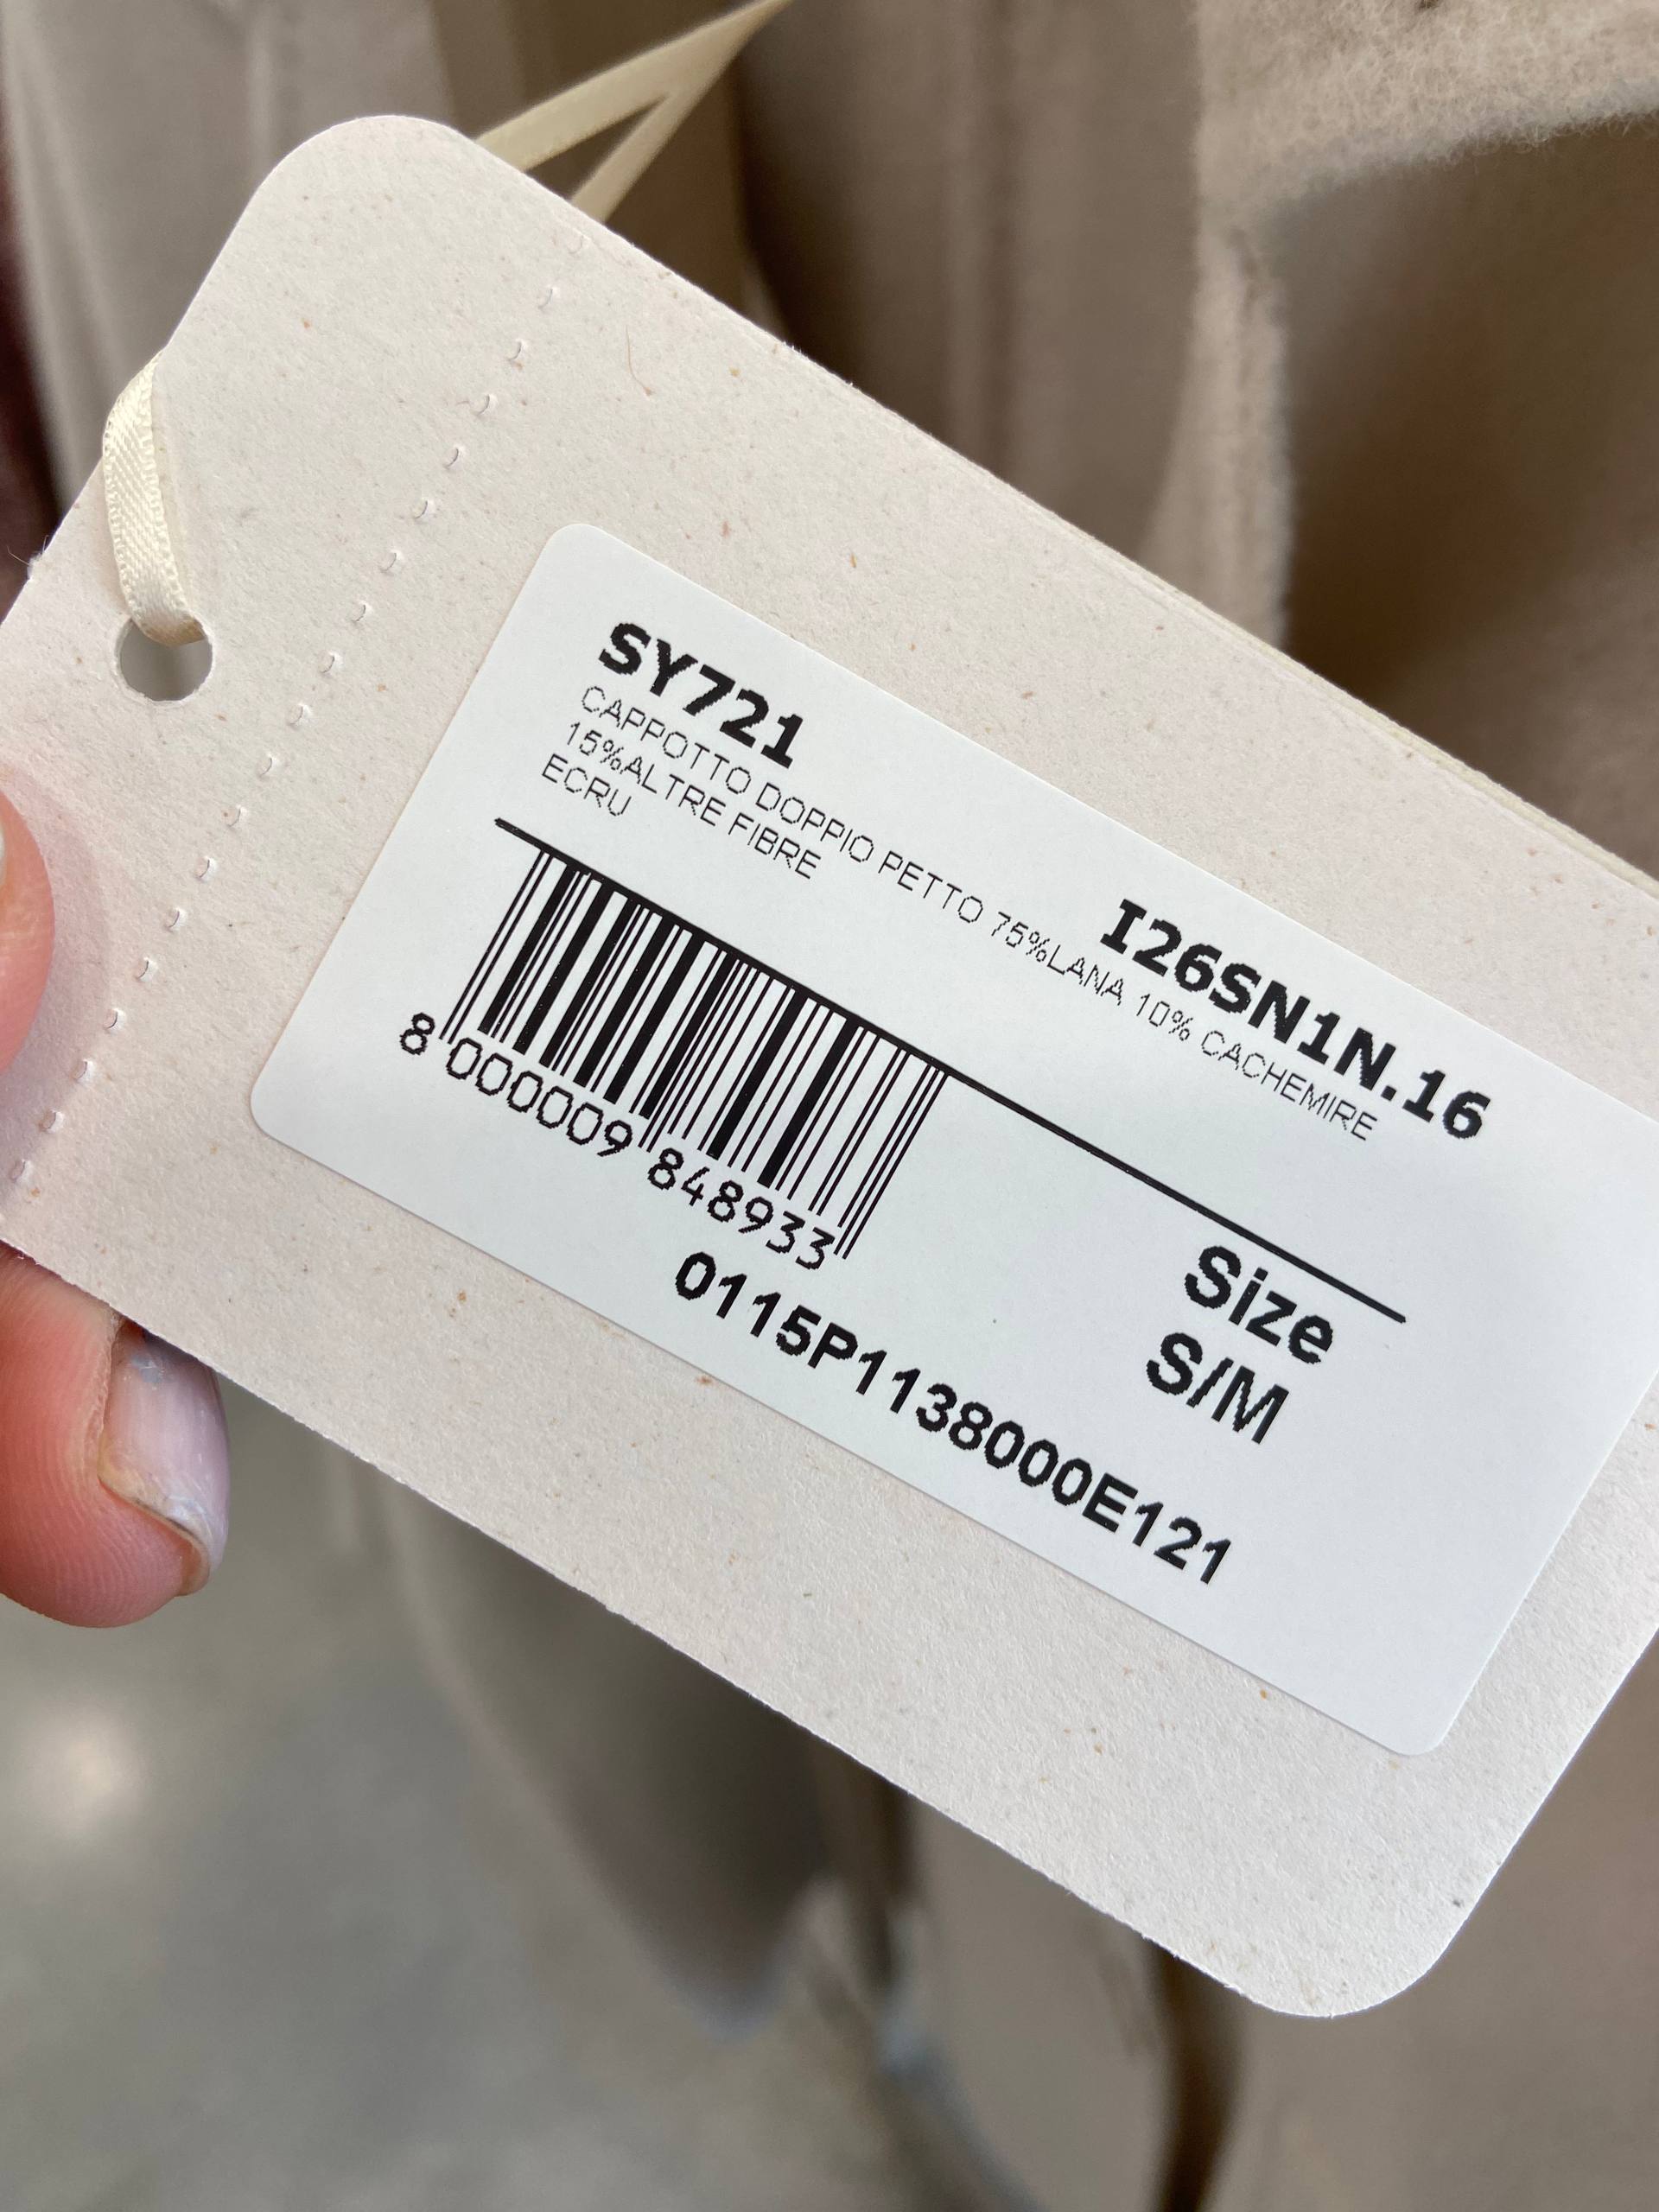 SY721 I26SN1N.16
CAPPOTTO DOPPIO PETTO 75%LANA 10% CACHEMIRE
15%ALTRE FIBRE
ECRU
8 000009 848933
Size
S/M
0115P1138000E121